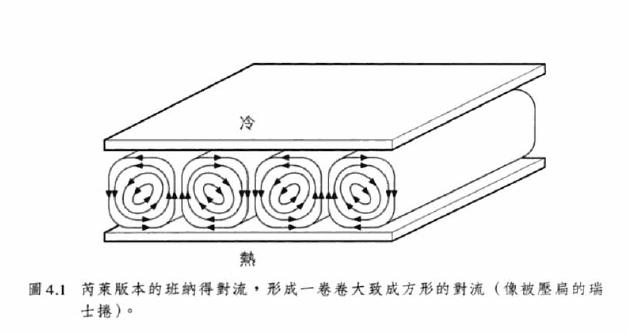 冷
熱
圖4.1 芮萊版本的班納得對流，形成一卷卷大致成方形的對流（像被壓扁的瑞
士捲）。